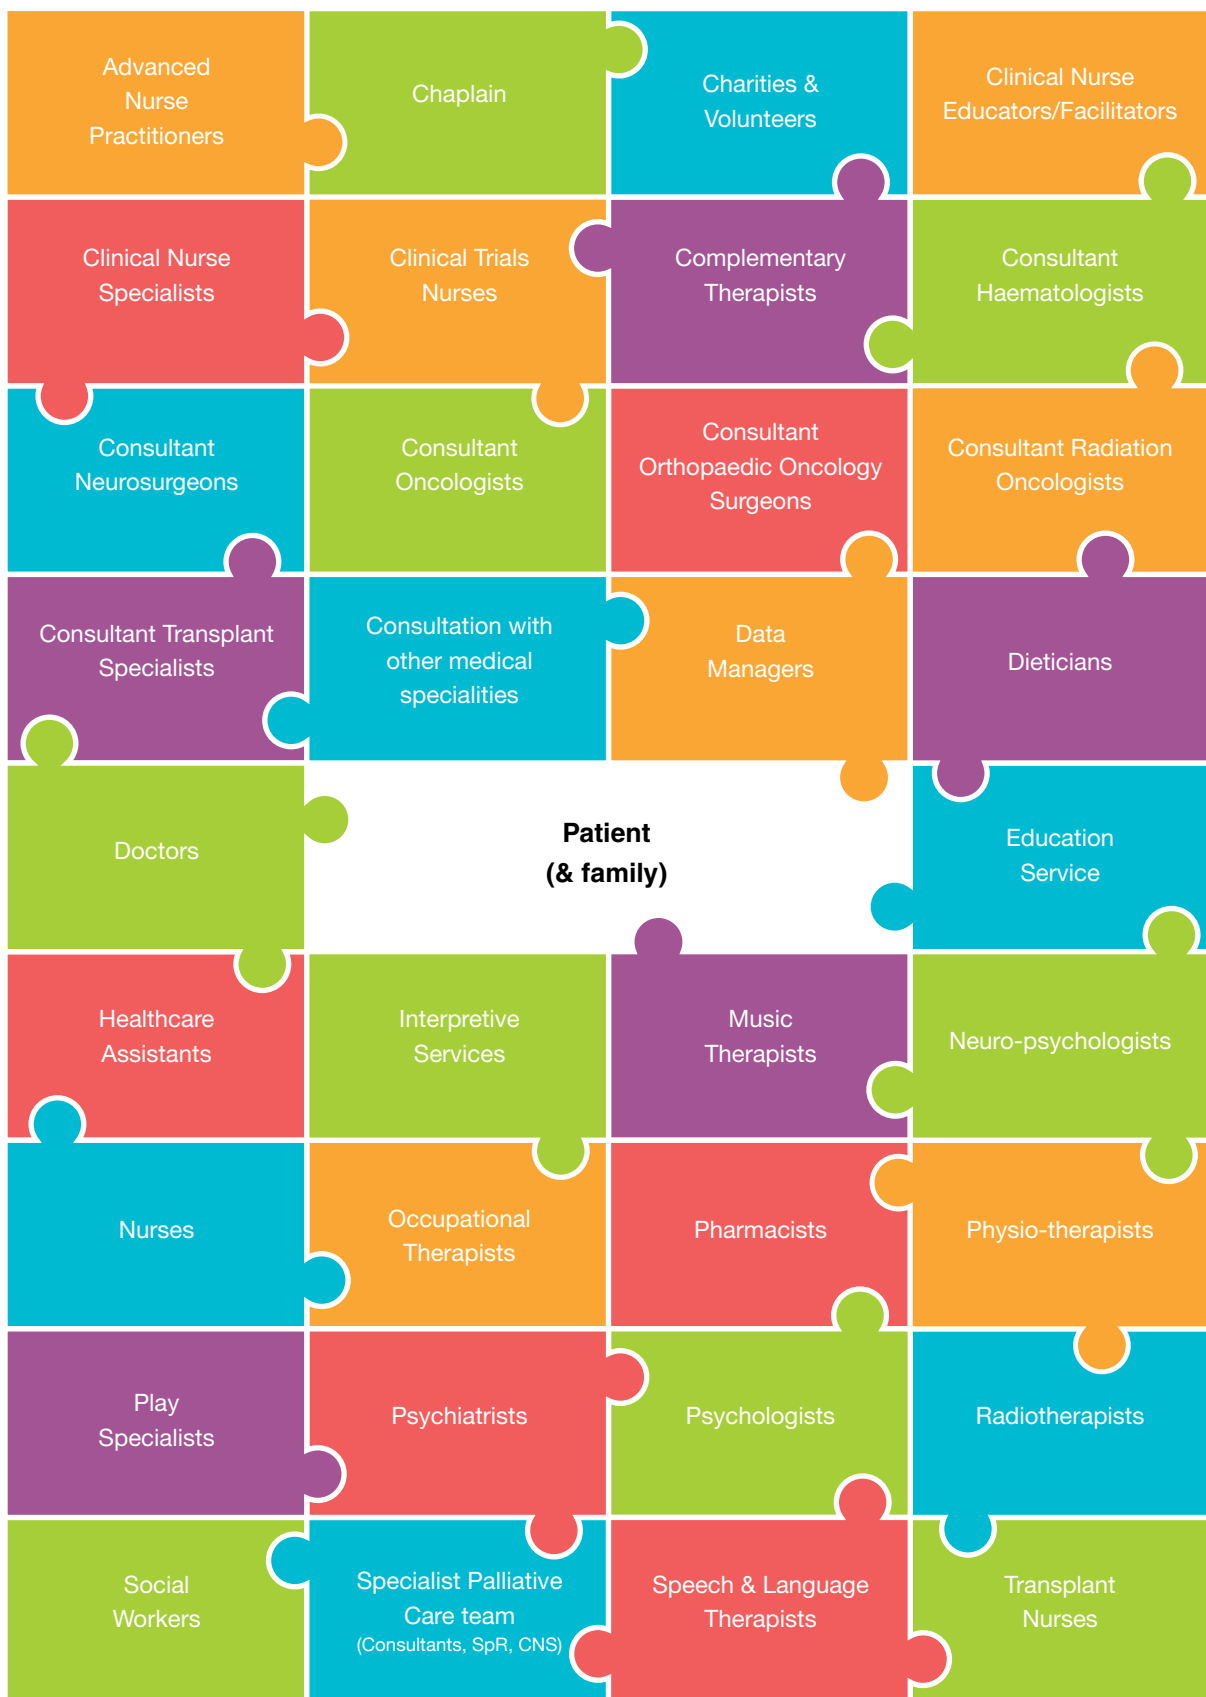 Advanced
Nurse
Practitioners
Chaplain
Charities &
Volunteers
Clinical Nurse
Educators/Facilitators
Clinical Nurse
Specialists
Clinical Trials
Nurses
Complementary
Therapists
Consultant
Haematologists
Consultant
Neurosurgeons
Consultant
Oncologists
Consultant
Orthopaedic Oncology
Surgeons
Consultant Radiation
Oncologists
Consultant Transplant
Specialists
Consultation with
other medical
specialities
Data
Managers
Dieticians
Doctors
Patient
(& family)
Education
Service
Healthcare
Assistants
Interpretive
Services
Music
Therapists
Neuro-psychologists
Nurses
Occupational
Therapists
Pharmacists
Physio-therapists
Play
Specialists
Psychiatrists
Psychologists
Radiotherapists
Social
Workers
Specialist Palliative
Care team
(Consultants, SpR, CNS)
Speech & Language
Therapists
Transplant
Nurses